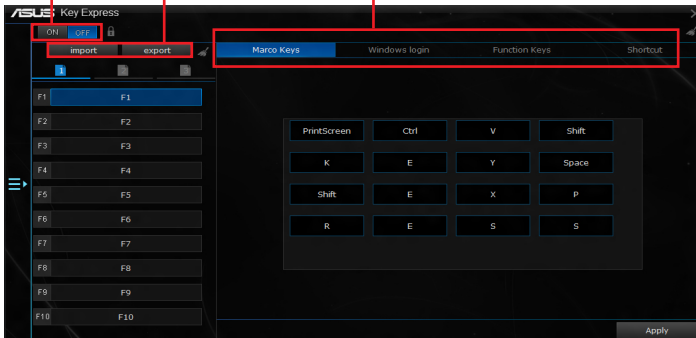 ASUS Key Express
ON OFF
import export
Marco Keys Windows login Function Keys Shortcut
1 2 3
F1 F1
F2 F2
F3 F3
F4 F4
F5 F5
F6 F6
F7 F7
F8 F8
F9 F9
F10 F10
PrintScreen Ctrl V Shift
K E Y Space
Shift E X P
R E S S
Apply